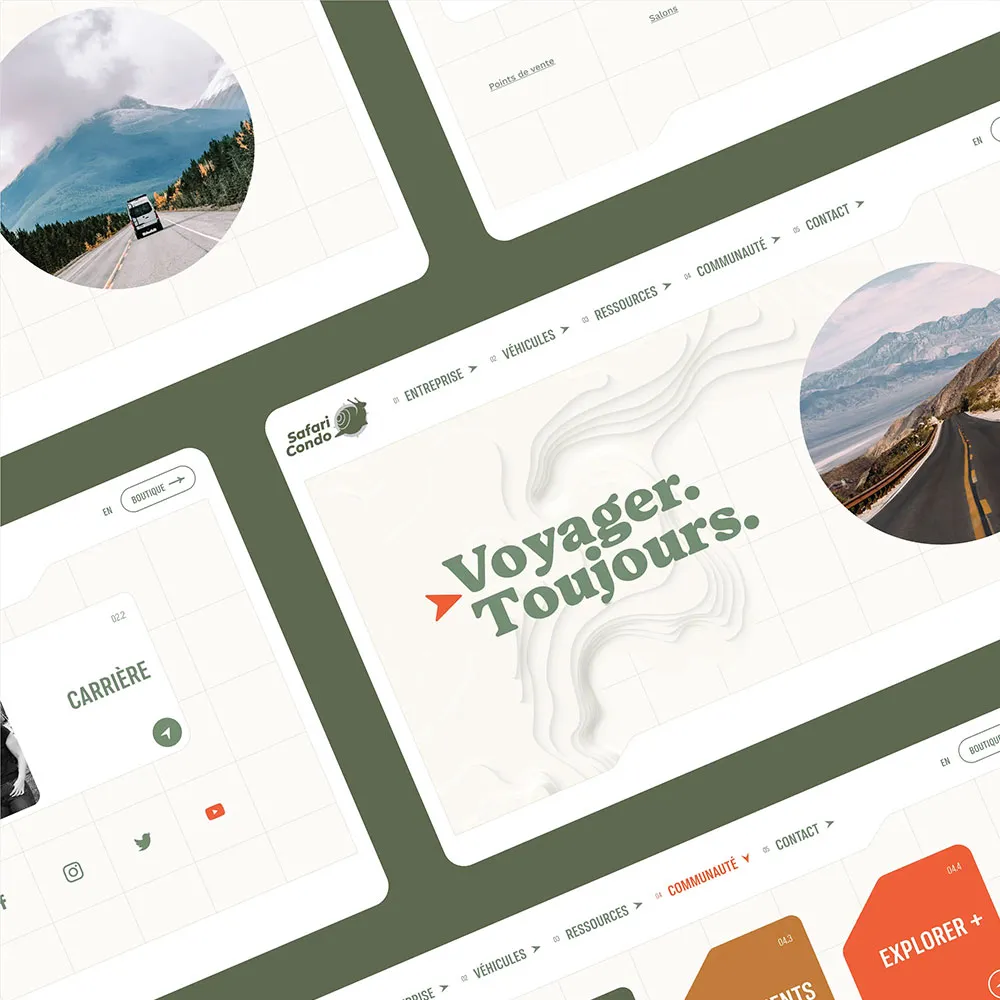 Salons
Points de vente
EN
01 ENTREPRISE
02 VÉHICULES
03 RESSOURCES
04 COMMUNAUTÉ
05 CONTACT
Safari
Condo
Voyager.
Toujours.
EN
BOUTIQUE
02.2
CARRIÈRE
EN
02 VÉHICULES
03 RESSOURCES
04 COMMUNAUTÉ
05 CONTACT
04.3
04.4
EXPLORER +